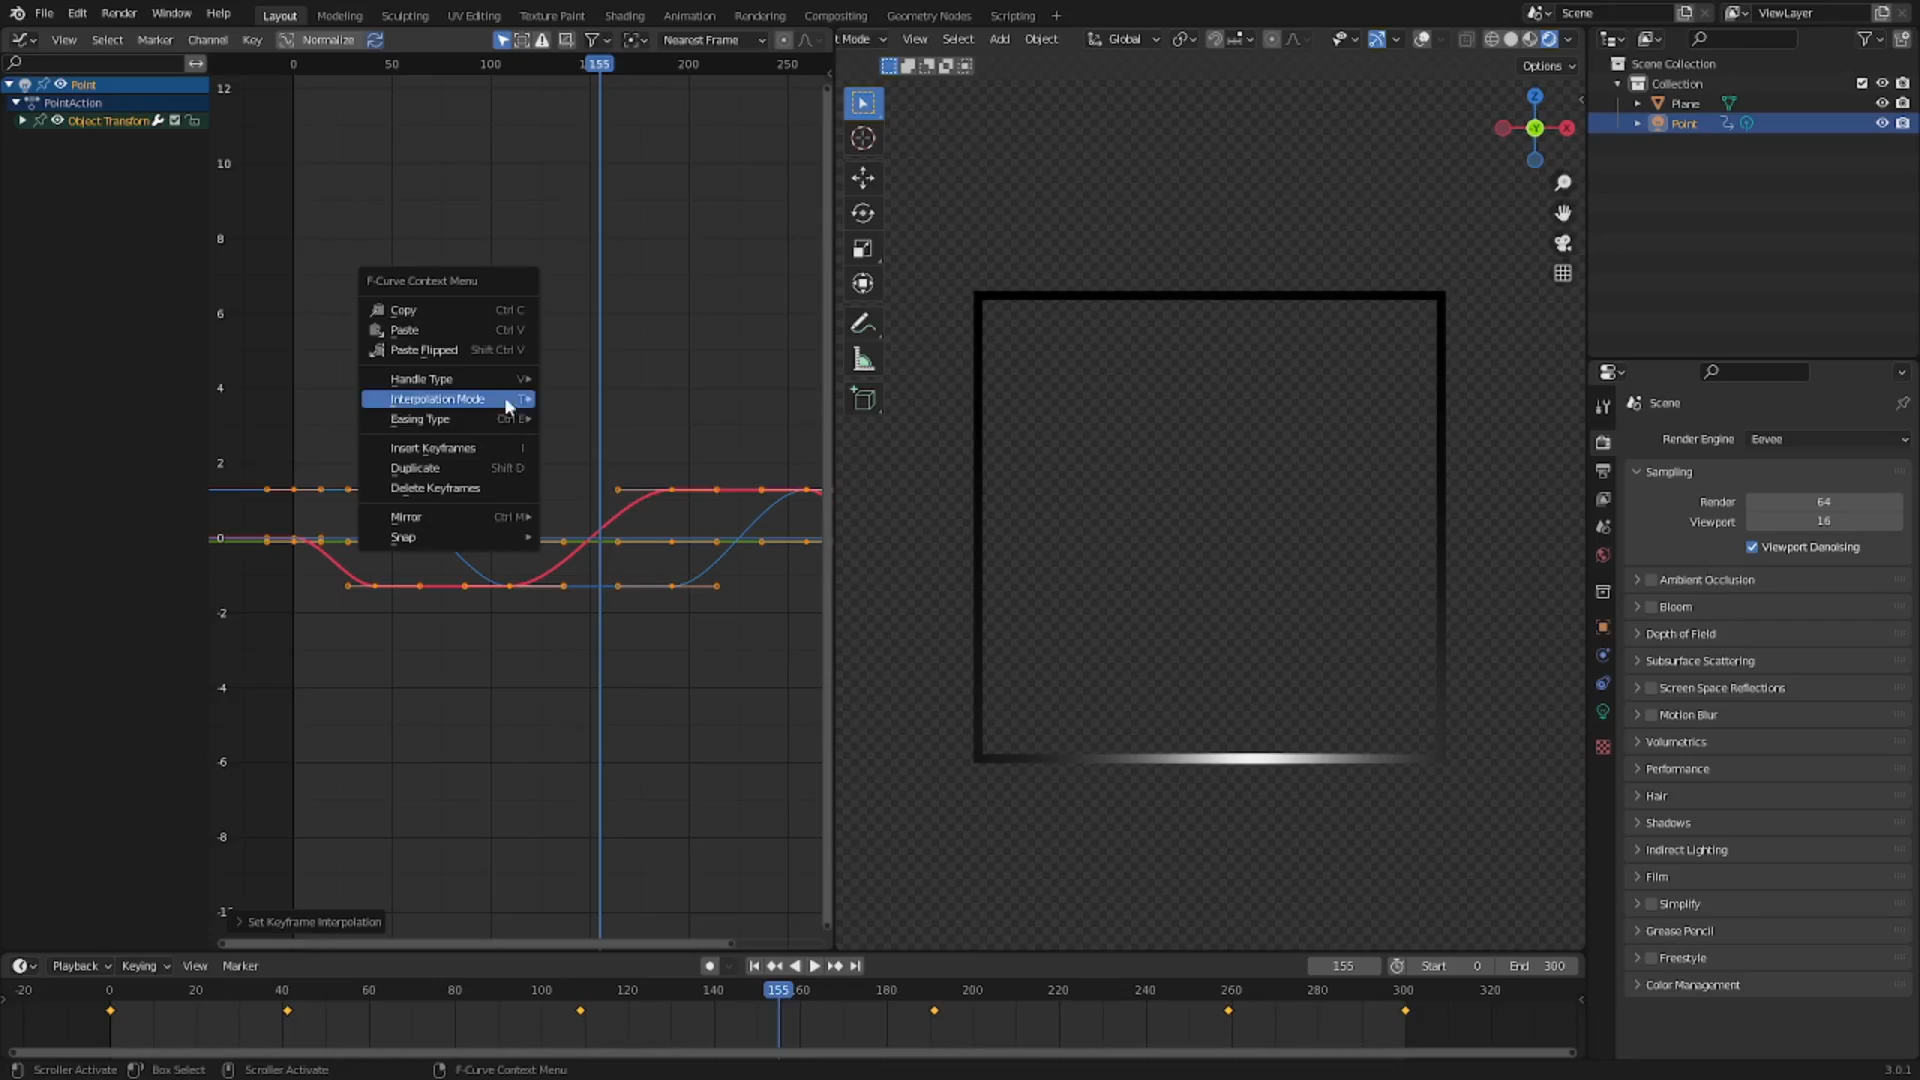 File Edit Render Window Help Layout Modeling Sculpting UV Editing Texture Paint Shading Animation Rendering Compositing Geometry Nodes Scripting + Scene ViewLayer
View Select Marker Channel Key Normalize Nearest Frame t Mode View Select Add Object Global
Options
0 50 100 155 200 250
Scene Collection
Collection
Plane
Point
Point
PointAction
Object Transform
12
10
8
6
4
2
0
-2
-4
-6
-8
F-Curve Context Menu
Copy Ctrl C
Paste Ctrl V
Paste Flipped Shift Ctrl V
Handle Type V
Interpolation Mode T
Easing Type Ctrl E
Insert Keyframes I
Duplicate Shift D
Delete Keyframes
Mirror Ctrl M
Snap
Set Keyframe Interpolation
Z
-Y
X
Scene
Render Engine Eevee
Sampling
Render 64
Viewport 16
Viewport Denoising
Ambient Occlusion
Bloom
Depth of Field
Subsurface Scattering
Screen Space Reflections
Motion Blur
Volumetrics
Performance
Hair
Shadows
Indirect Lighting
Film
Simplify
Grease Pencil
Freestyle
Color Management
Playback Keying View Marker 155 Start 0 End 300
-20 0 20 40 60 80 100 120 140 155 180 200 220 240 260 280 300 320
Scroller Activate Box Select Scroller Activate F-Curve Context Menu 3.0.1